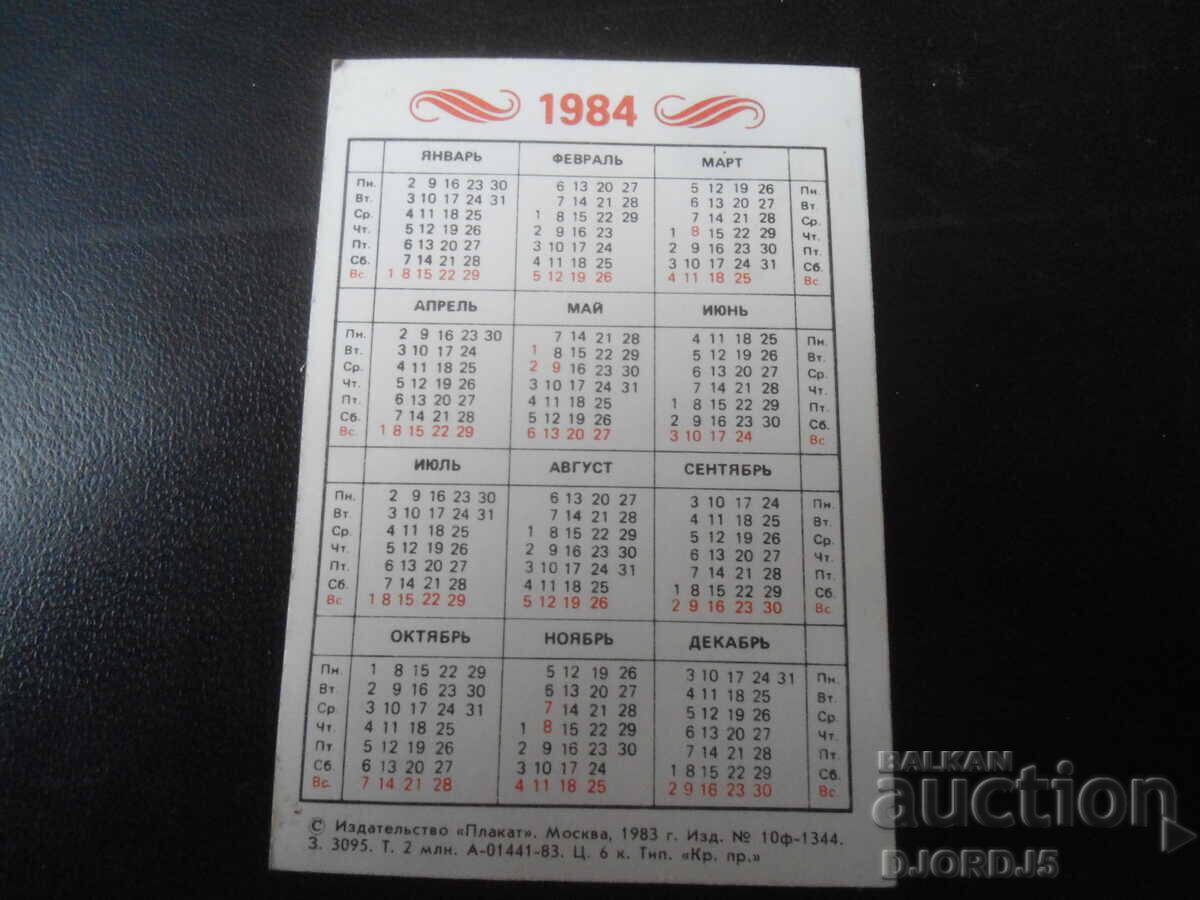 1984
ЯНВАРЬ ФЕВРАЛЬ МАРТ
Пн. 2 9 16 23 30 6 13 20 27 5 12 19 26 Пн.
Вт. 3 10 17 24 31 7 14 21 28 6 13 20 27 Вт.
Ср. 4 11 18 25 1 8 15 22 29 7 14 21 28 Ср.
Чт. 5 12 19 26 2 9 16 23 1 8 15 22 29 Чт.
Пт. 6 13 20 27 3 10 17 24 2 9 16 23 30 Пт.
Сб. 7 14 21 28 4 11 18 25 3 10 17 24 31 Сб.
Вс. 1 8 15 22 29 5 12 19 26 4 11 18 25 Вс.
АПРЕЛЬ МАЙ ИЮНЬ
Пн. 2 9 16 23 30 7 14 21 28 4 11 18 25 Пн.
Вт. 3 10 17 24 1 8 15 22 29 5 12 19 26 Вт.
Ср. 4 11 18 25 2 9 16 23 30 6 13 20 27 Ср.
Чт. 5 12 19 26 3 10 17 24 31 7 14 21 28 Чт.
Пт. 6 13 20 27 4 11 18 25 1 8 15 22 29 Пт.
Сб. 7 14 21 28 5 12 19 26 2 9 16 23 30 Сб.
Вс. 1 8 15 22 29 6 13 20 27 3 10 17 24 Вс.
ИЮЛЬ АВГУСТ СЕНТЯБРЬ
Пн. 2 9 16 23 30 6 13 20 27 3 10 17 24 Пн.
Вт. 3 10 17 24 31 7 14 21 28 4 11 18 25 Вт.
Ср. 4 11 18 25 1 8 15 22 29 5 12 19 26 Ср.
Чт. 5 12 19 26 2 9 16 23 30 6 13 20 27 Чт.
Пт. 6 13 20 27 3 10 17 24 31 7 14 21 28 Пт.
Сб. 7 14 21 28 4 11 18 25 1 8 15 22 29 Сб.
Вс. 1 8 15 22 29 5 12 19 26 2 9 16 23 30 Вс.
ОКТЯБРЬ НОЯБРЬ ДЕКАБРЬ
Пн. 1 8 15 22 29 5 12 19 26 3 10 17 24 31 Пн.
Вт. 2 9 16 23 30 6 13 20 27 4 11 18 25 Вт.
Ср. 3 10 17 24 31 7 14 21 28 5 12 19 26 Ср.
Чт. 4 11 18 25 1 8 15 22 29 6 13 20 27 Чт.
Пт. 5 12 19 26 2 9 16 23 30 7 14 21 28 Пт.
Сб. 6 13 20 27 3 10 17 24 1 8 15 22 29 Сб.
Вс. 7 14 21 28 4 11 18 25 2 9 16 23 30 Вс.
© Издательство «Плакат». Москва, 1983 г. Изд. № 10ф-1344.
З. 3095. Т. 2 млн. А-01441-83. Ц. 6 к. Тип. «Кр. пр.»
BALKAN
auction
DJORDJ5